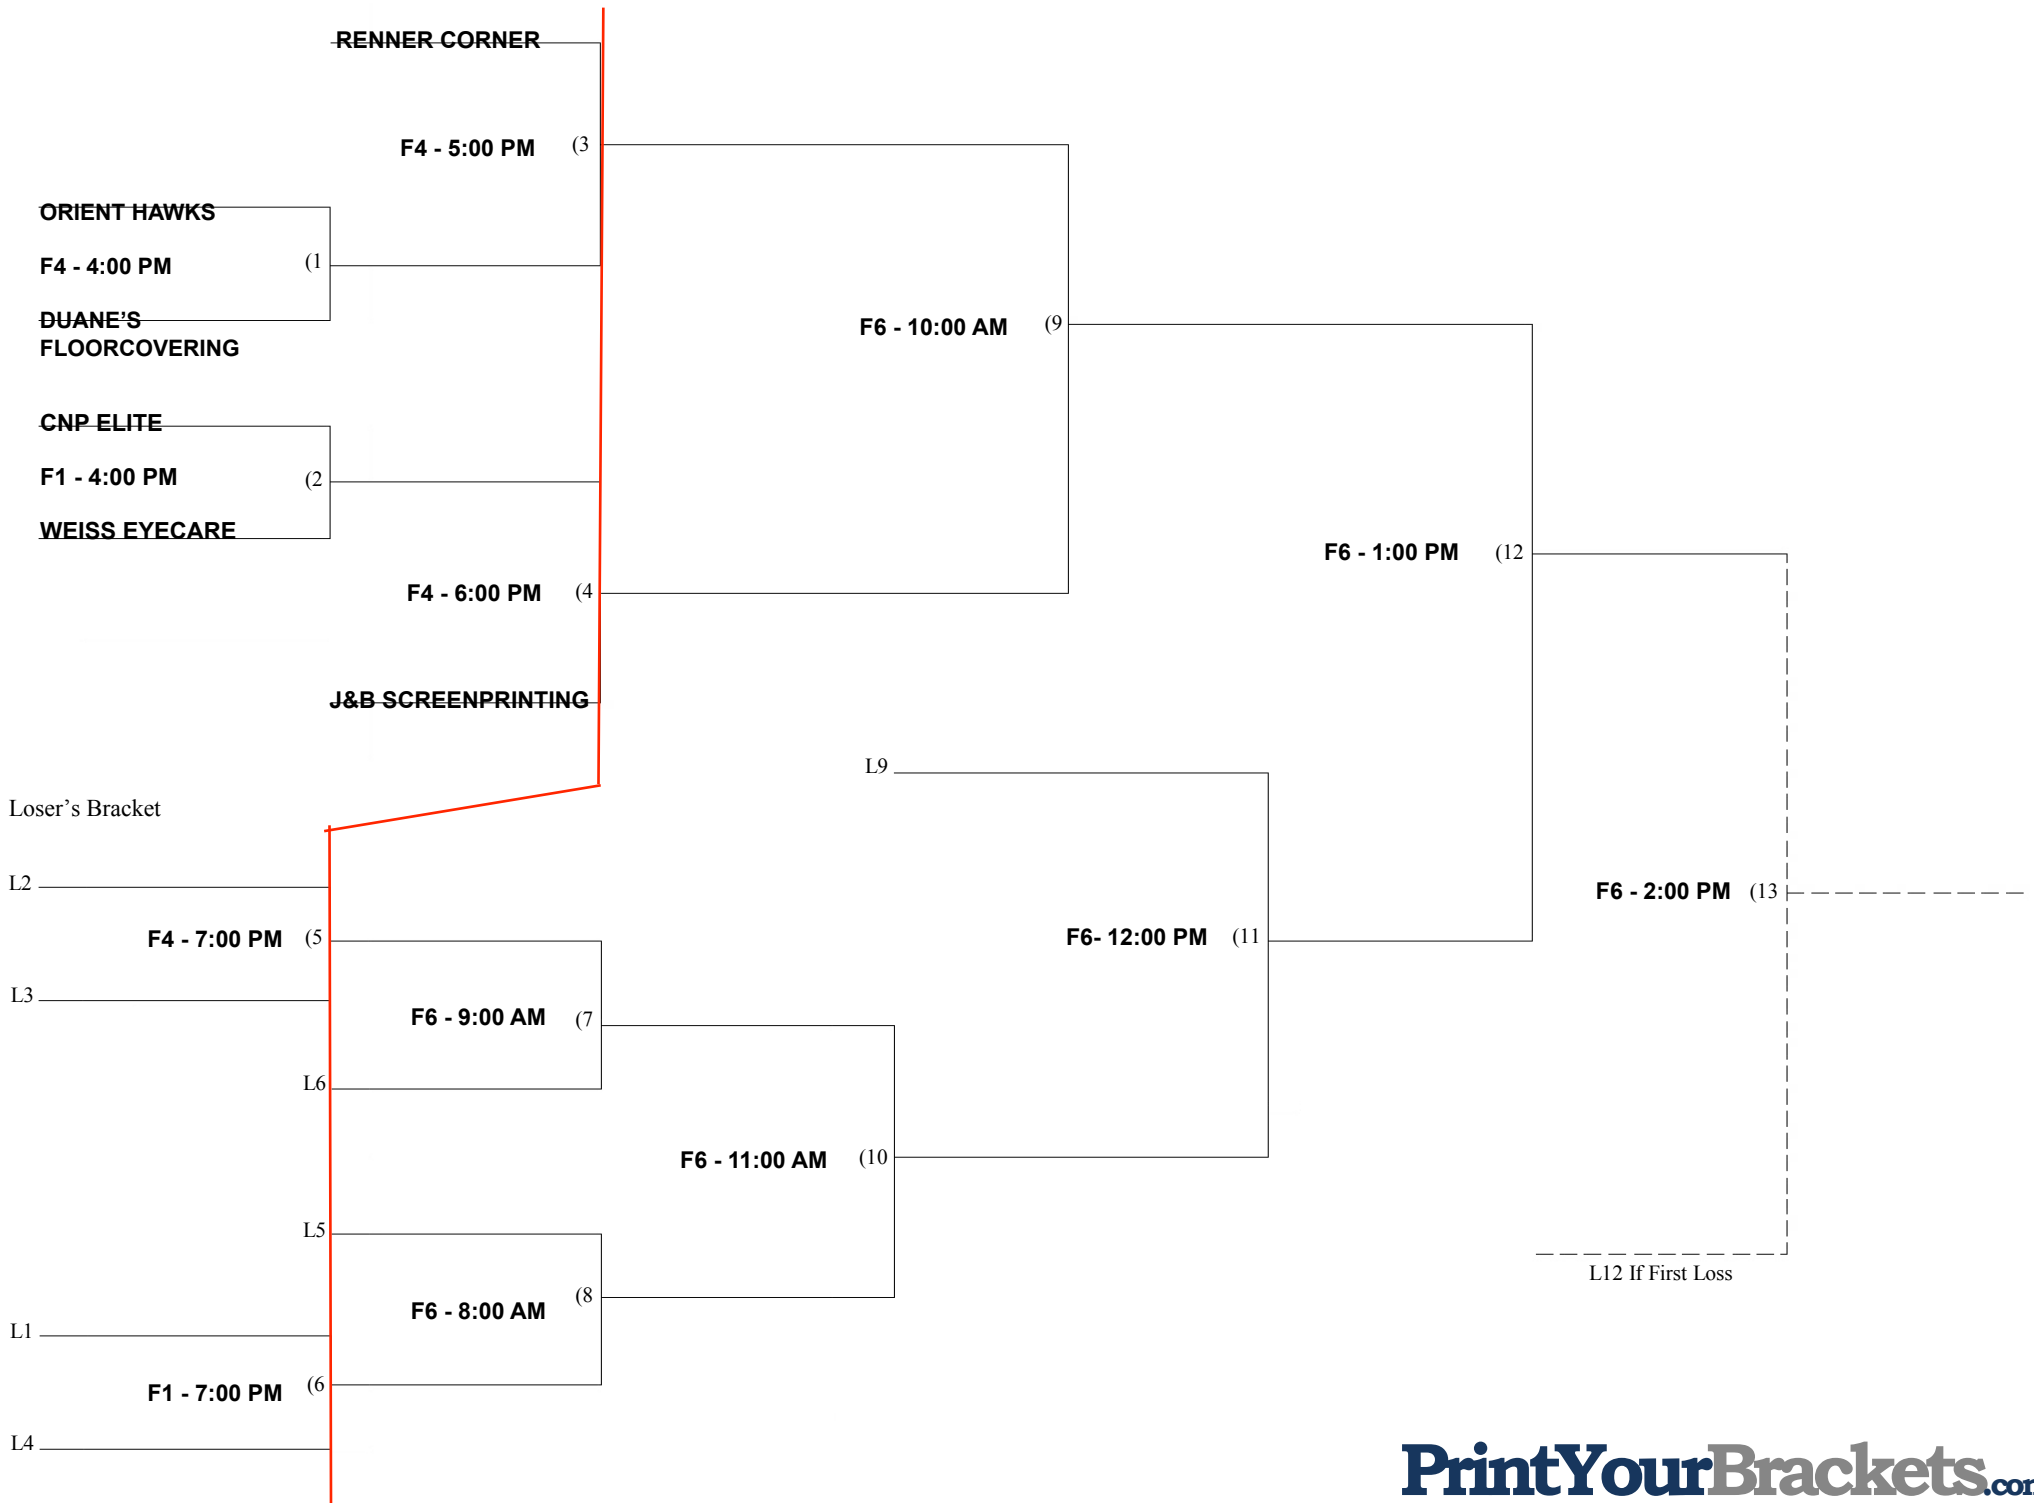 RENNER CORNER
F4 - 5:00 PM (3
ORIENT HAWKS
F4 - 4:00 PM (1
DUANE'S
FLOORCOVERING
F6 - 10:00 AM (9
CNP ELITE
F1 - 4:00 PM (2
WEISS EYECARE
F6 - 1:00 PM (12
F4 - 6:00 PM (4
J&B SCREENPRINTING
L9
Loser's Bracket
L2
F4 - 7:00 PM (5
F6- 12:00 PM (11
F6 - 2:00 PM (13
L3
F6 - 9:00 AM (7
L6
F6 - 11:00 AM (10
L5
L12 If First Loss
F6 - 8:00 AM (8
L1
F1 - 7:00 PM (6
L4
PrintYourBrackets.com